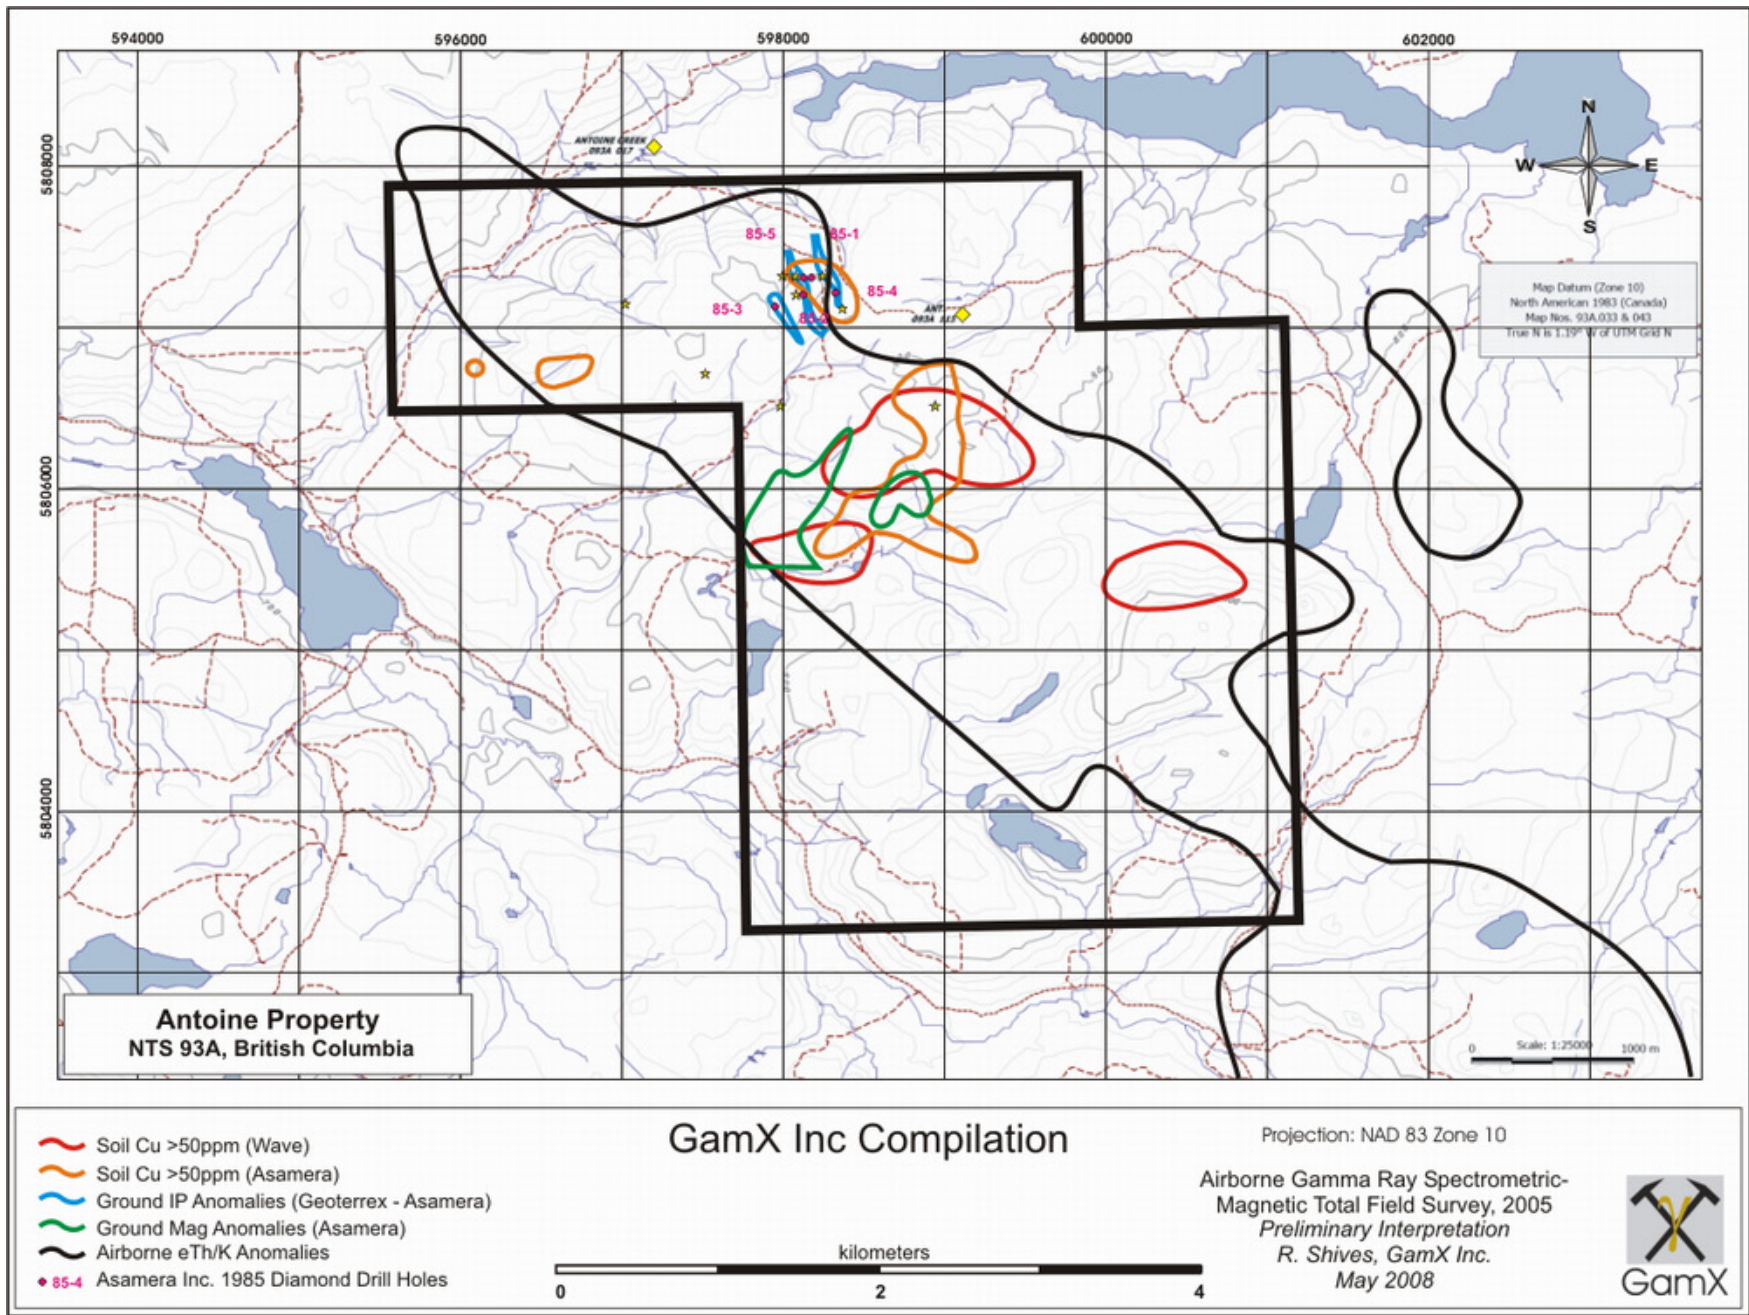 594000 596000 598000 600000 602000
5808000
5806000
5804000
ANTOINE CREEK
093A 017
N
W E
S
85-5 85-1
85-3 85-4
85-2
ANT
093A 115
Map Datum (Zone 10)
North American 1983 (Canada)
Map Nos. 93A.033 & 043
True N is 1.19° W of UTM Grid N
Antoine Property
NTS 93A, British Columbia
Scale: 1:25000
0 1000 m
Soil Cu >50ppm (Wave)
Soil Cu >50ppm (Asamera)
Ground IP Anomalies (Geoterrex - Asamera)
Ground Mag Anomalies (Asamera)
Airborne eTh/K Anomalies
85-4 Asamera Inc. 1985 Diamond Drill Holes
GamX Inc Compilation
kilometers
0 2 4
Projection: NAD 83 Zone 10
Airborne Gamma Ray Spectrometric-
Magnetic Total Field Survey, 2005
Preliminary Interpretation
R. Shives, GamX Inc.
May 2008
GamX